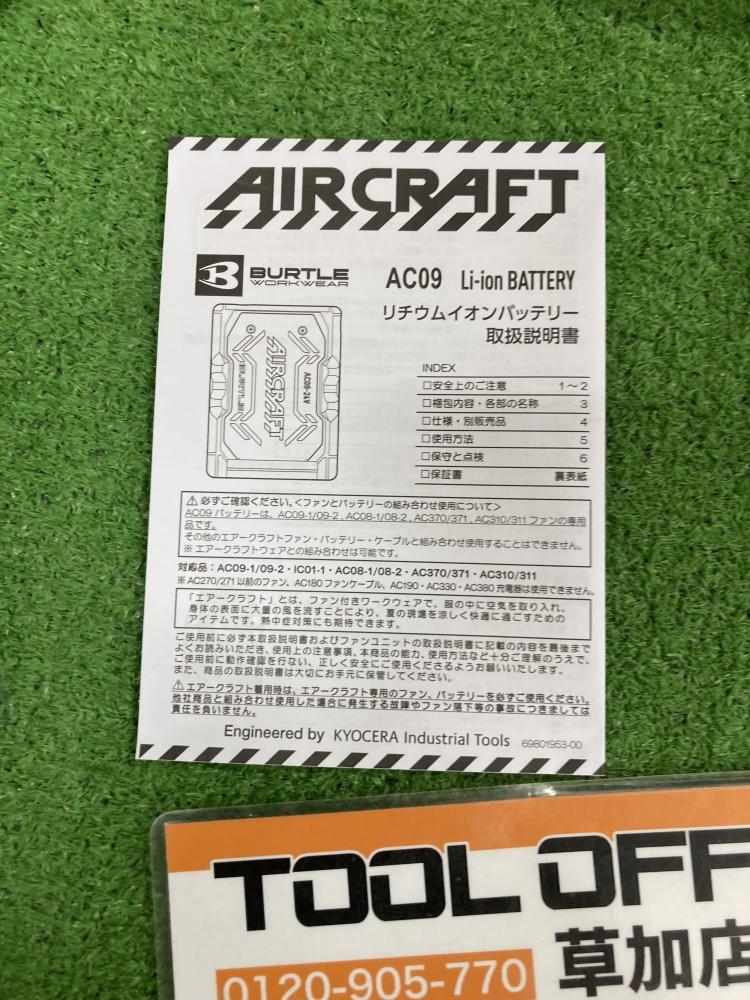 AIRCRAFT
BURTLE
WORKWEAR
AC09 Li-ion BATTERY
リチウムイオンバッテリー
取扱説明書
AIRCRAFT
AC09-24V
BURTLE
INDEX
□安全上のご注意 1～2
□梱包内容・各部の名称 3
□仕様・別販売品 4
□使用方法 5
□保守と点検 6
□保証書 裏表紙
⚠必ずご確認ください。<ファンとバッテリーの組み合わせ使用について>
AC09 バッテリーは、AC09-1/09-2 , AC08-1/08-2 , AC370/371 , AC310/311 ファンの専用
品です。
その他のエアークラフトファン・バッテリー・ケーブルと組み合わせ使用することはできません。
※ エアークラフトウェアとの組み合わせは可能です。
対応品：AC09-1/09-2・IC01-1・AC08-1/08-2・AC370/371・AC310/311
※ AC270/271 以前のファン、AC180 ファンケーブル、AC190・AC330・AC380 充電器は使用できません。
「エアークラフト」とは、ファン付きワークウェアで、服の中に空気を取り入れ、
身体の表面に大量の風を流すことにより、夏の現場を涼しく快適に過ごすための
アイテムです。熱中症対策にも期待できます。
ご使用前に必ず本取扱説明書およびファンユニットの取扱説明書に記載の内容を最後まで
よくお読みいただき、使用上の注意事項、本商品の能力、使用方法など十分ご理解のうえで、
ご使用前に動作確認を行ない、正しく安全にご使用くださるようお願いいたします。
また、商品の取扱説明書は大切にお手元に保管してください。
⚠エアークラフト着用時は、エアークラフト専用のファン、バッテリーを必ずご使用ください。
他社商品と組み合わせ使用した場合に発生する故障やファン落下等の事故につきましては
責任を負いません。
Engineered by KYOCERA Industrial Tools 69801953-00
TOOL OFF
0120-905-770 草加店